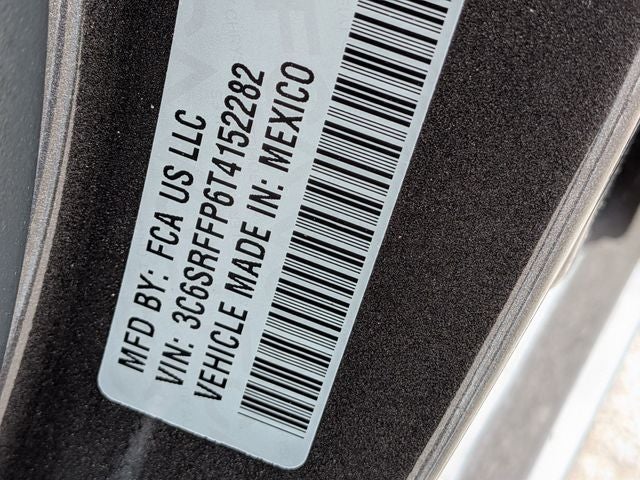 MFD BY: FCA US LLC
VIN: 3C6SRFFP6T4152282
VEHICLE MADE IN: MEXICO